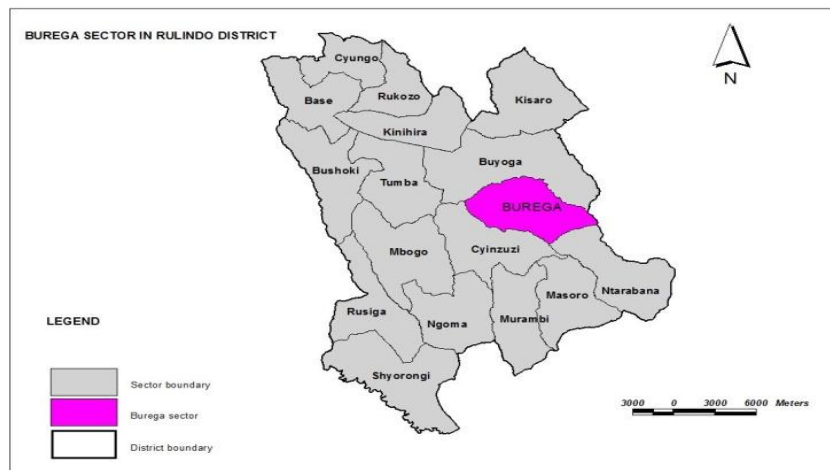 BUREGA SECTOR IN RULINDO DISTRICT
N
Cyungo
Base
Rukozo
Kisaro
Kinihira
Buyoga
Bushoki
Tumba
BUREGA
Mbogo
Cyinzuzi
Ntarabana
Masoro
Rusiga
Ngoma
Murambi
Shyorongi
LEGEND
Sector boundary
Burega sector
District boundary
3000 0 3000 6000 Meters